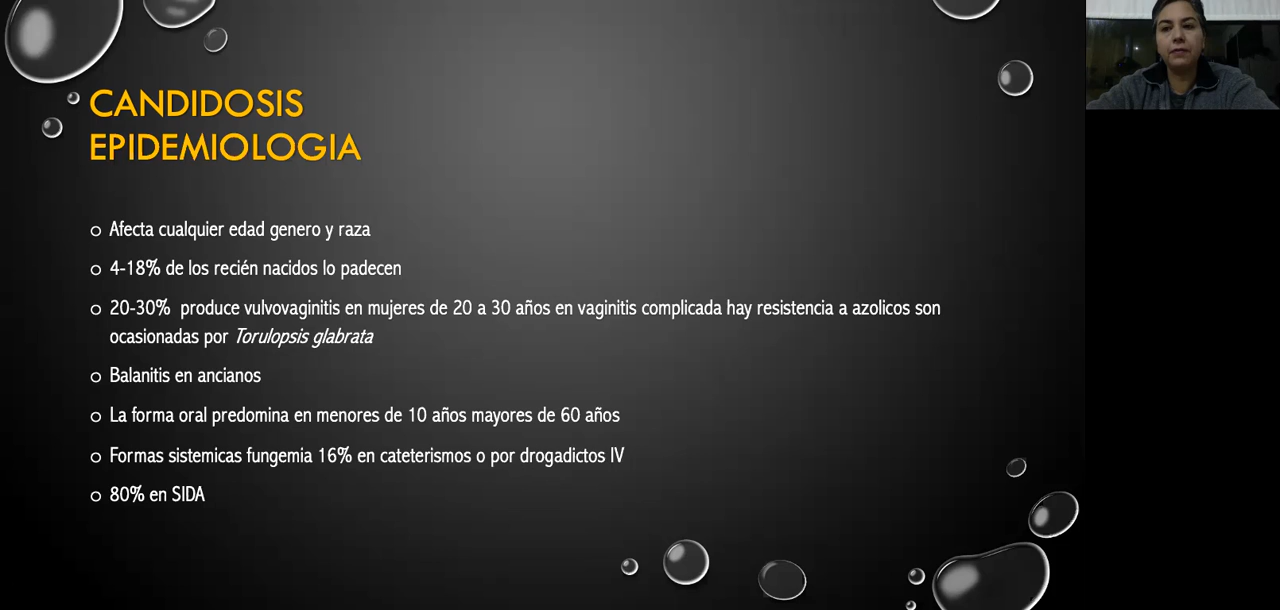 CANDIDOSIS
EPIDEMIOLOGIA
o Afecta cualquier edad genero y raza
o 4-18% de los recién nacidos lo padecen
o 20-30% produce vulvovaginitis en mujeres de 20 a 30 años en vaginitis complicada hay resistencia a azolicos son
ocasionadas por Torulopsis glabrata
o Balanitis en ancianos
o La forma oral predomina en menores de 10 años mayores de 60 años
o Formas sistemicas fungemia 16% en cateterismos o por drogadictos IV
o 80% en SIDA